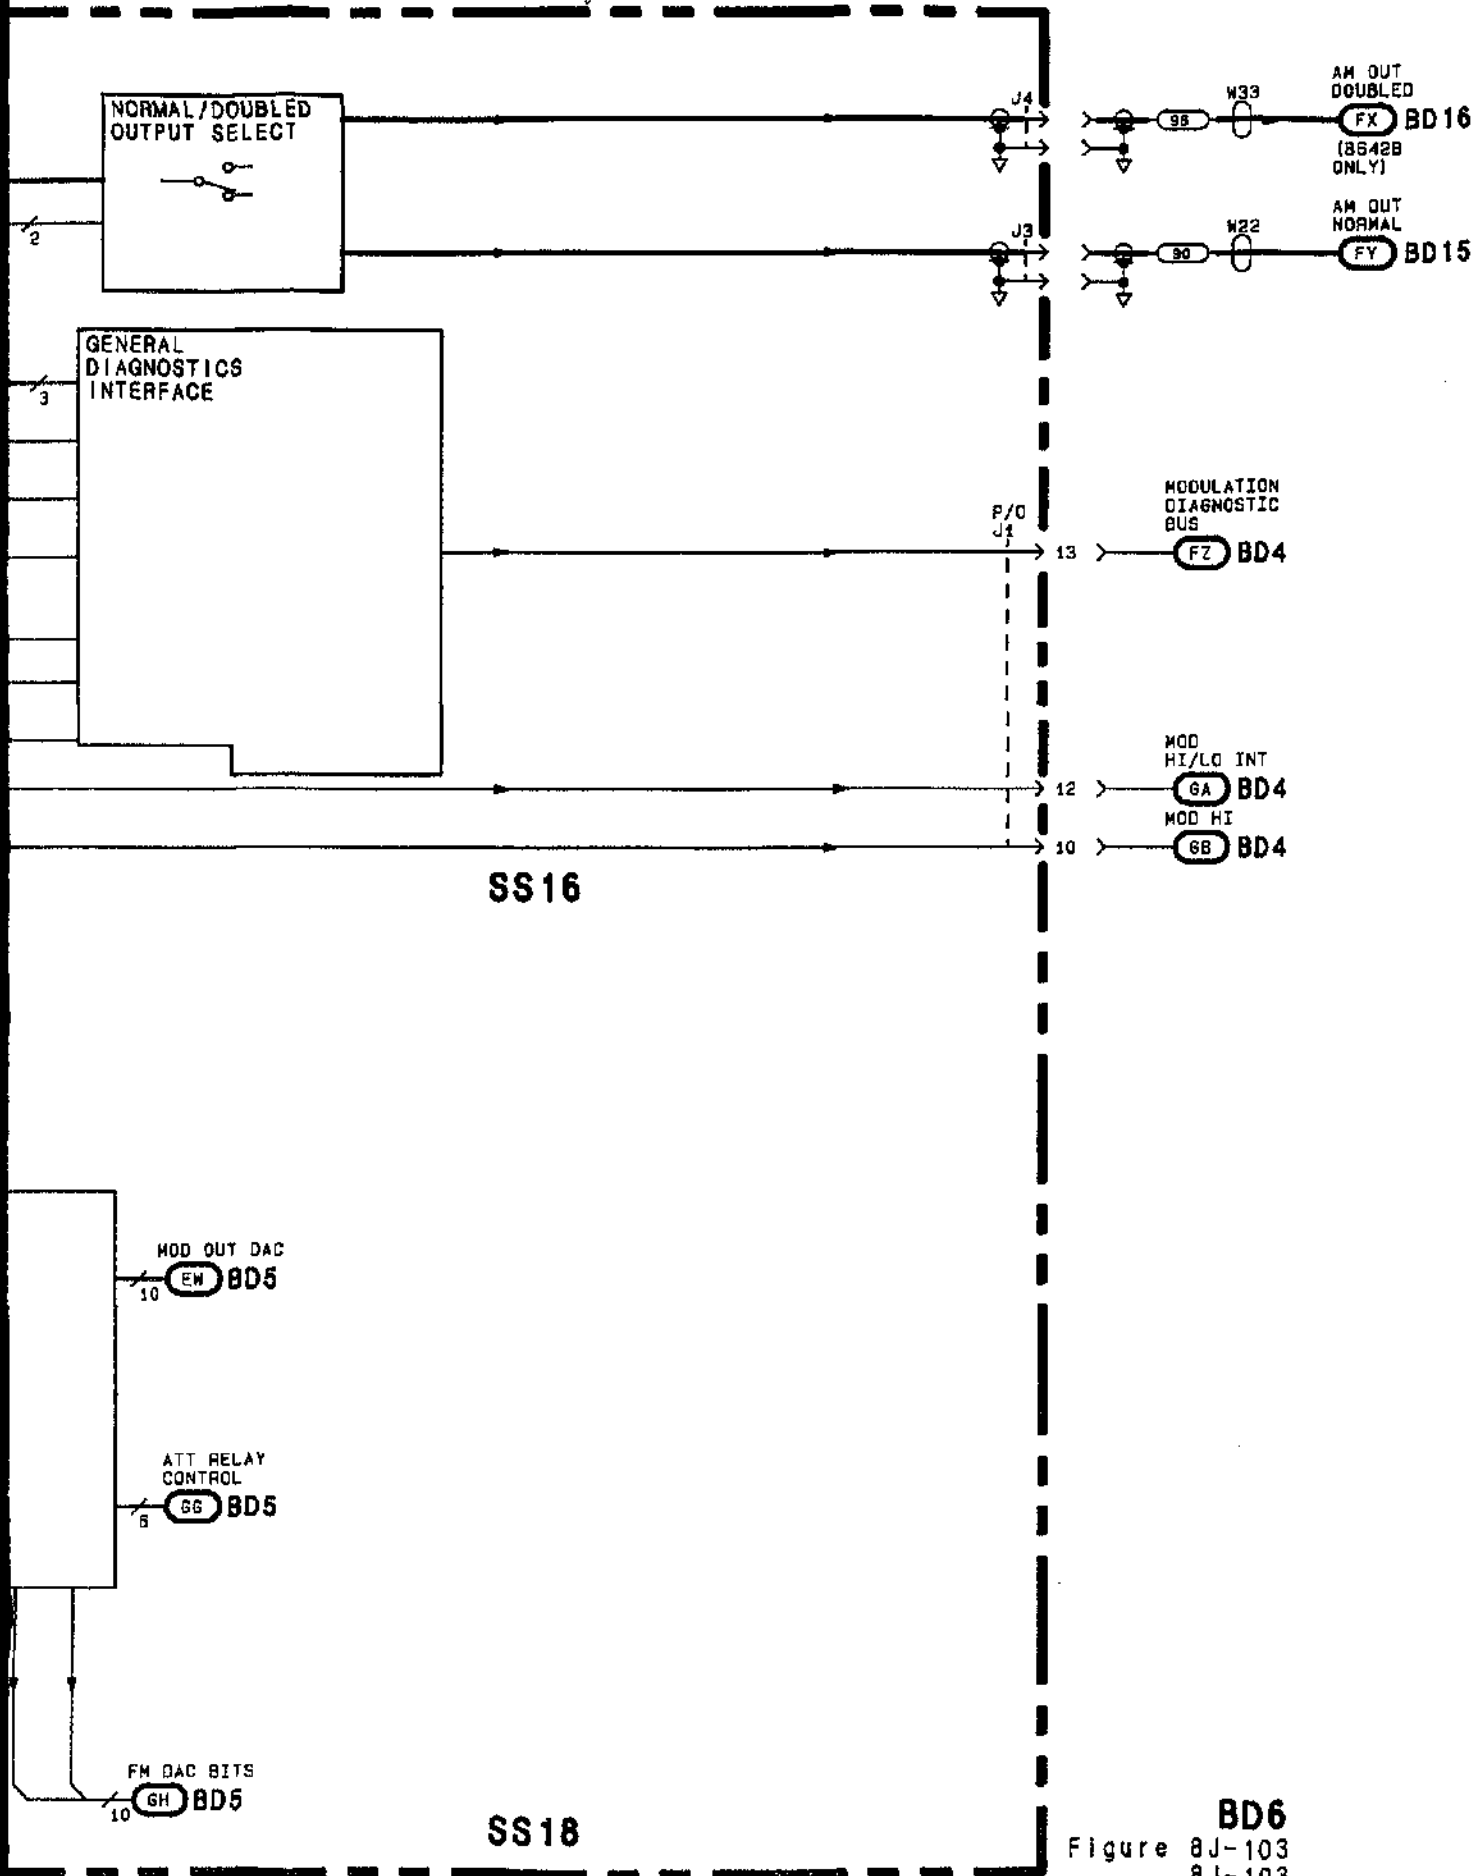 NORMAL/DOUBLED
OUTPUT SELECT
2
J4
W33
AM OUT
DOUBLED
FX BD16
(8642B
ONLY)
J3
90
W22
AM OUT
NORMAL
FY BD15
GENERAL
DIAGNOSTICS
INTERFACE
3
P/O
J1
13
MODULATION
DIAGNOSTIC
BUS
FZ BD4
12
MOD
HI/LO INT
GA BD4
10
MOD HI
GB BD4
SS16
MOD OUT DAC
10
EW BD5
ATT RELAY
CONTROL
GG BD5
FM DAC BITS
10
GH BD5
SS18
BD6
Figure 8J-103
8J-103